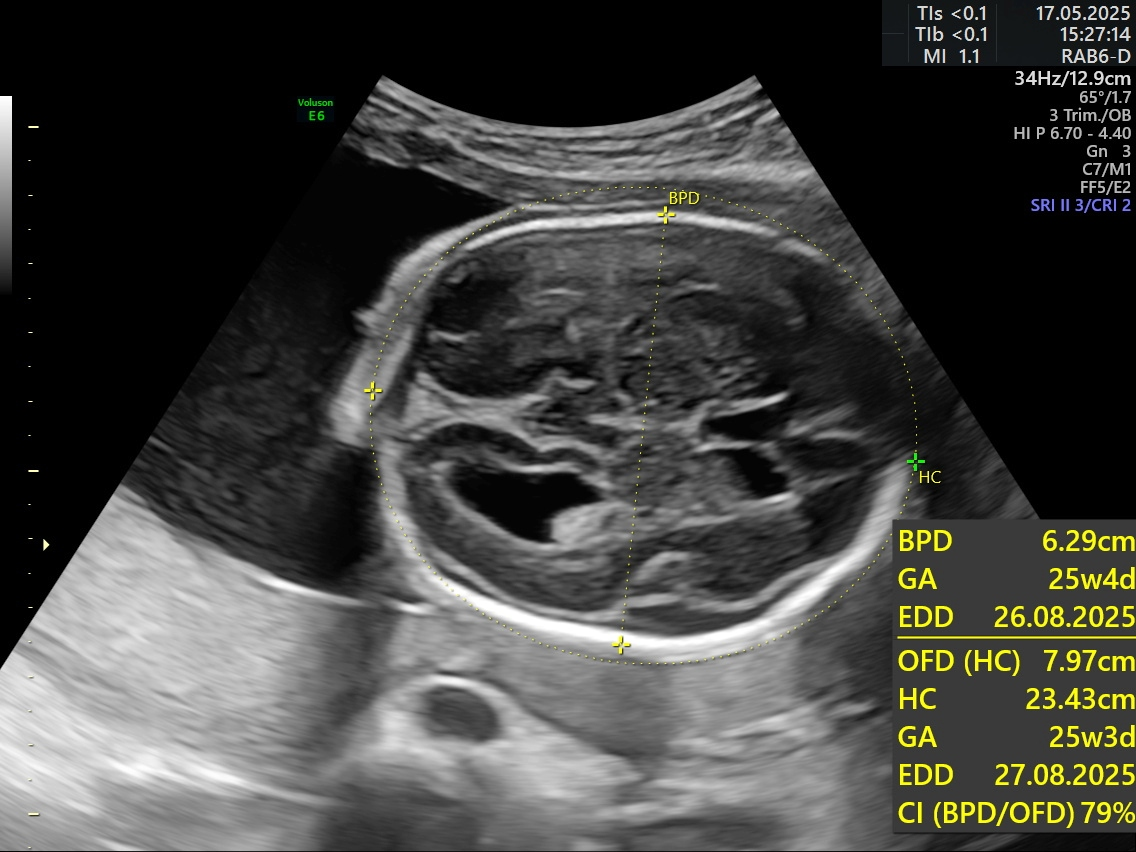 TIs <0.1 17.05.2025
TIb <0.1 15:27:14
MI 1.1 RAB6-D
34Hz/12.9cm
65°/1.7
3 Trim./OB
HI P 6.70 - 4.40
Gn 3
C7/M1
FF5/E2
SRI II 3/CRI 2
Voluson
E6
BPD
HC
BPD 6.29cm
GA 25w4d
EDD 26.08.2025
OFD (HC) 7.97cm
HC 23.43cm
GA 25w3d
EDD 27.08.2025
CI (BPD/OFD) 79%